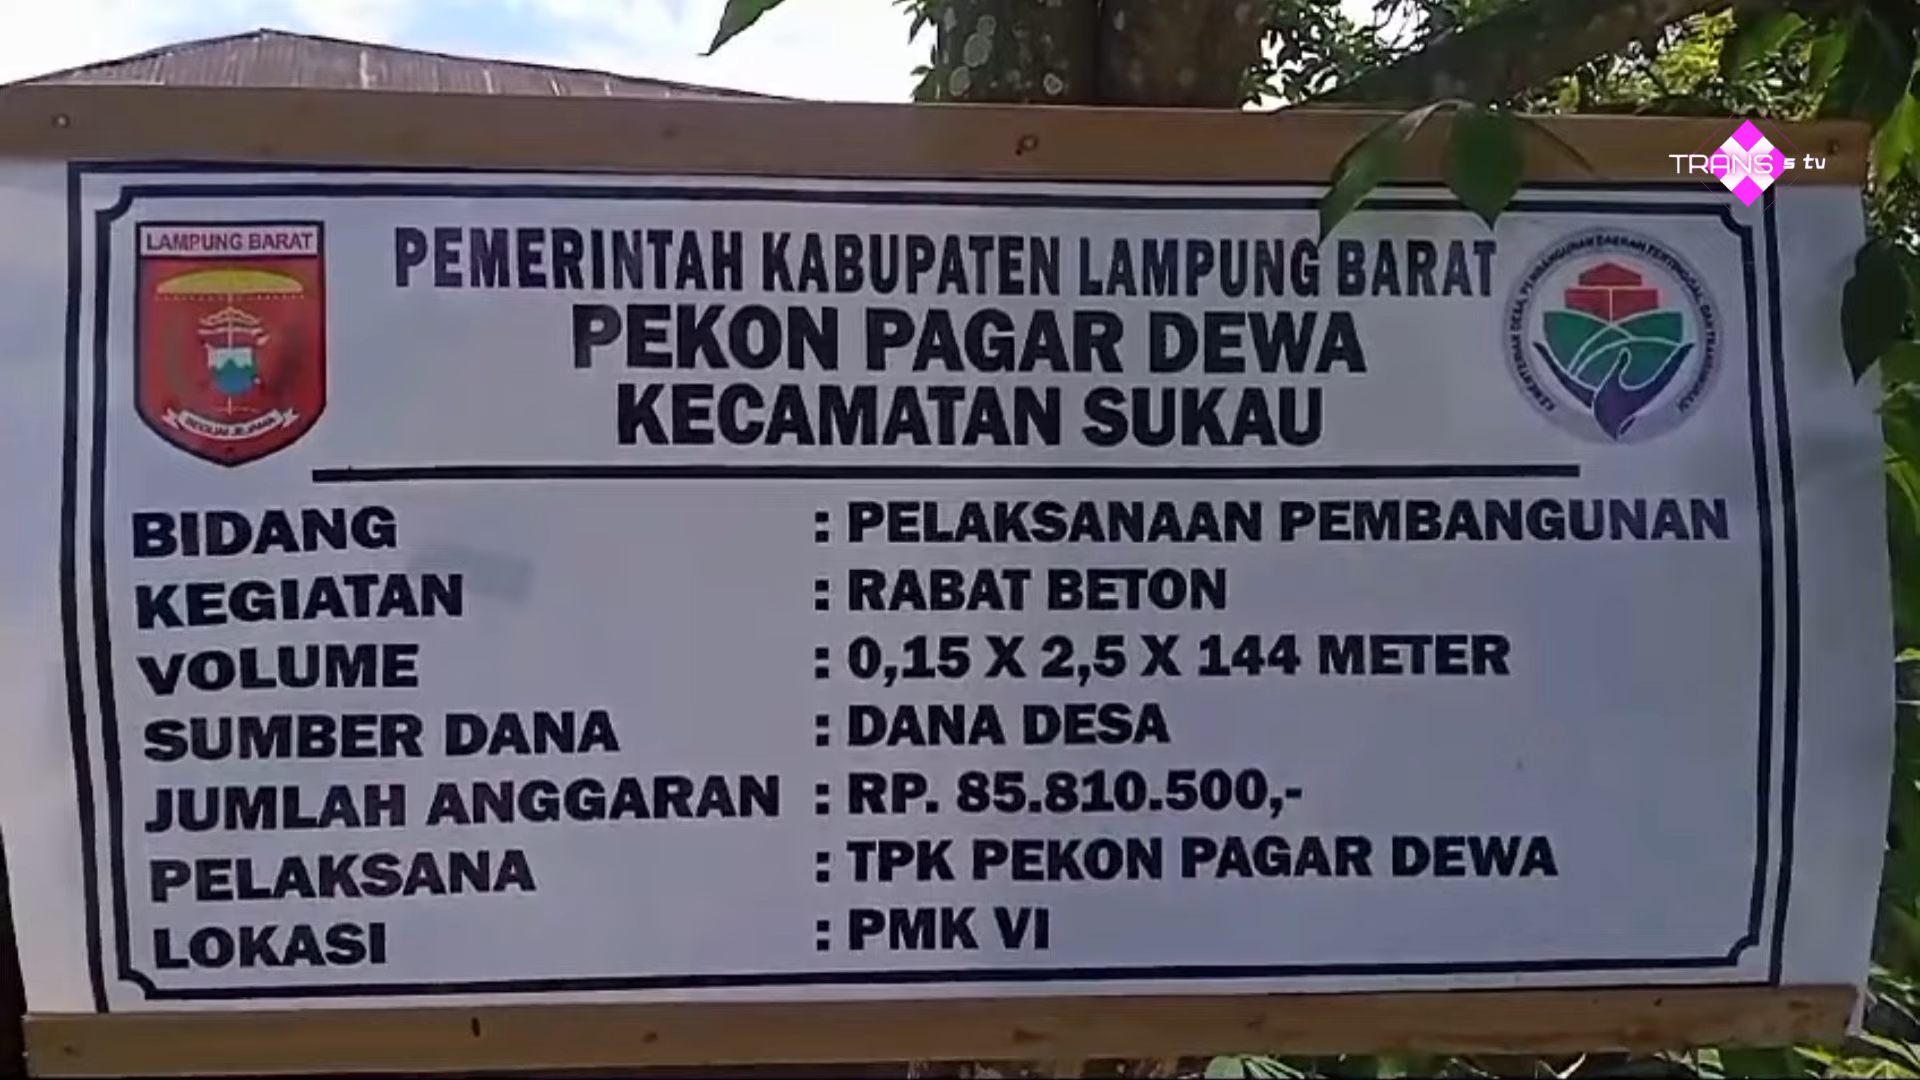 TRANS s tv
LAMPUNG BARAT
PEMERINTAH KABUPATEN LAMPUNG BARAT
PEKON PAGAR DEWA
KECAMATAN SUKAU
BIDANG : PELAKSANAAN PEMBANGUNAN
KEGIATAN : RABAT BETON
VOLUME : 0,15 X 2,5 X 144 METER
SUMBER DANA : DANA DESA
JUMLAH ANGGARAN : RP. 85.810.500,-
PELAKSANA : TPK PEKON PAGAR DEWA
LOKASI : PMK VI